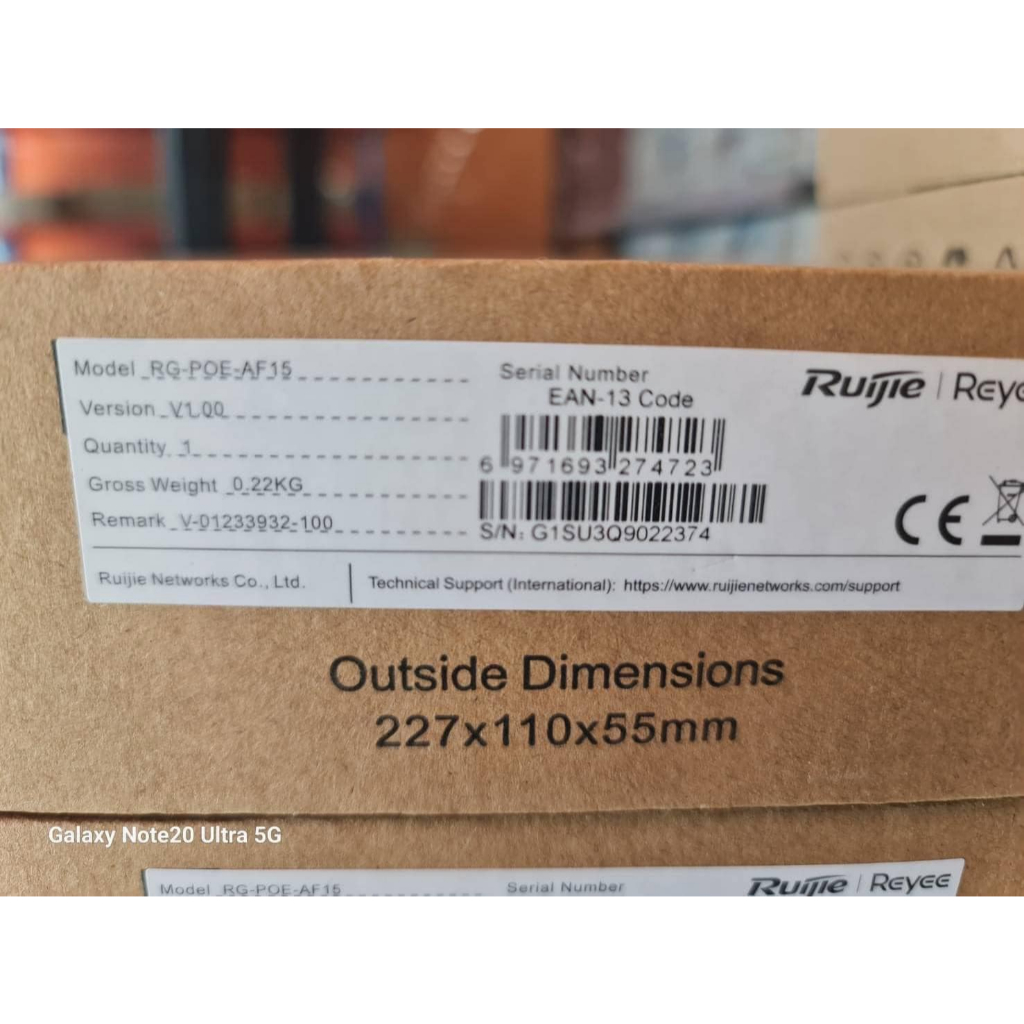 Model RG-POE-AF15
Version V1.00
Quantity 1
Gross Weight 0.22KG
Remark V-01233932-100
Serial Number
EAN-13 Code
6 971693 274723
S/N: G1SU3Q9022374
Ruijie | Reye
CE
Ruijie Networks Co., Ltd.
Technical Support (International): https://www.ruijienetworks.com/support
Outside Dimensions
227x110x55mm
Galaxy Note20 Ultra 5G
Model RG-POE-AF15
Serial Number
Ruijie | Reyee